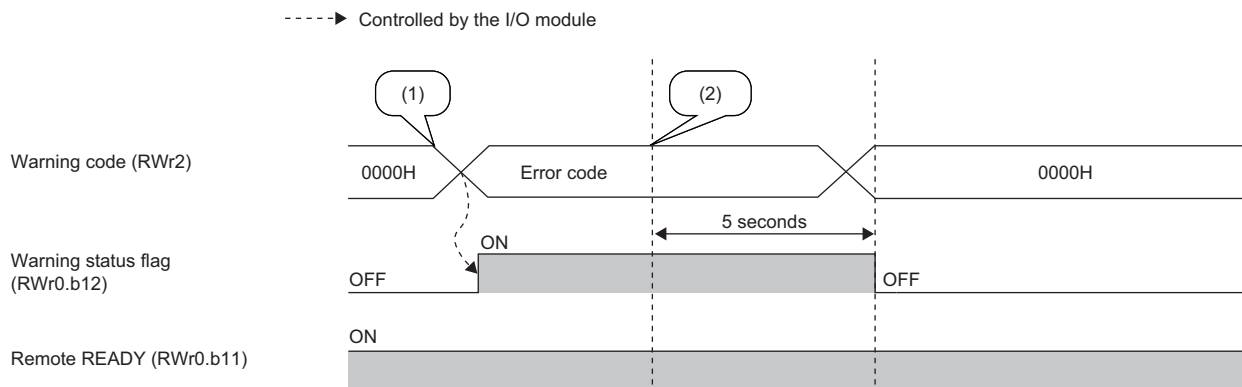 Controlled by the I/O module
(1)
(2)
Warning code (RWr2)
0000H
Error code
0000H
5 seconds
Warning status flag
(RWr0.b12)
OFF
ON
OFF
Remote READY (RWr0.b11)
ON